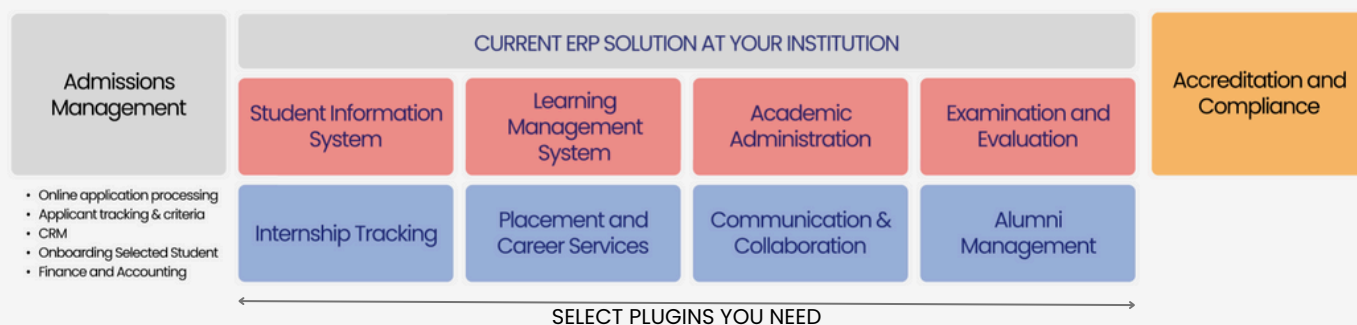 Admissions
Management
• Online application processing
• Applicant tracking & criteria
• CRM
• Onboarding Selected Student
• Finance and Accounting
CURRENT ERP SOLUTION AT YOUR INSTITUTION
Student Information
System
Learning
Management
System
Academic
Administration
Examination and
Evaluation
Internship Tracking
Placement and
Career Services
Communication &
Collaboration
Alumni
Management
SELECT PLUGINS YOU NEED
Accreditation and
Compliance